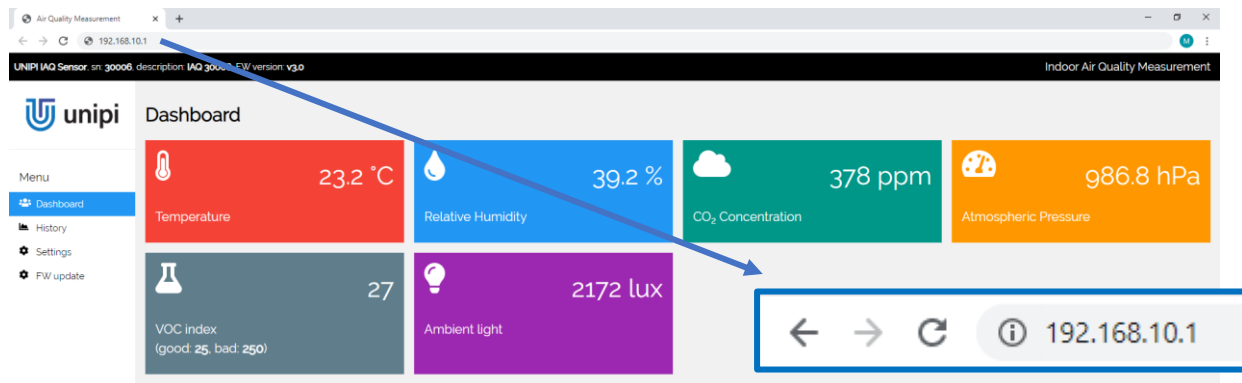 Air Quality Measurement
192.168.10.1
UNIPI IAQ Sensor. sn: 30006. description: IAQ FW version: v3.0
Indoor Air Quality Measurement
unipi
Dashboard
Menu
Dashboard
History
Settings
FW update
23.2 °C
Temperature
39.2 %
Relative Humidity
378 ppm
CO₂ Concentration
986.8 hPa
Atmospheric Pressure
27
VOC index
(good: 25, bad: 250)
2172 lux
Ambient light
M
192.168.10.1